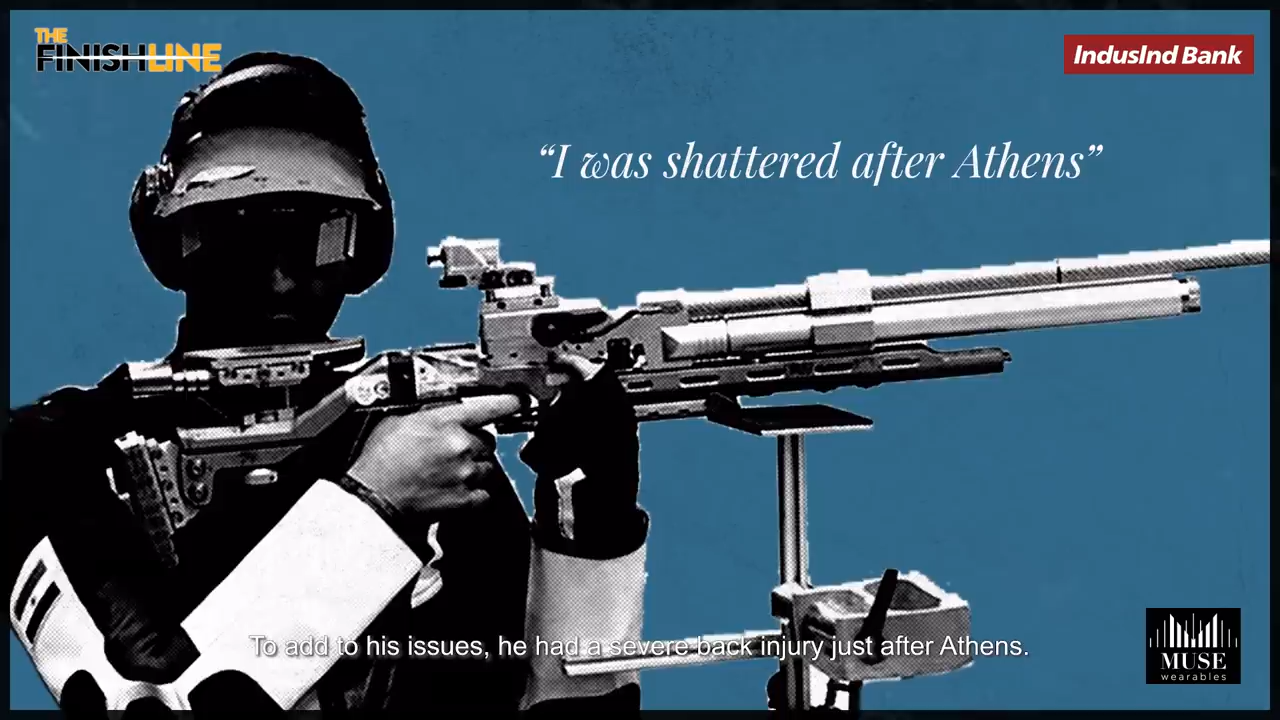 THE
FINISHLINE
IndusInd Bank
“I was shattered after Athens”
To add to his issues, he had a severe back injury just after Athens.
MUSE
wearables